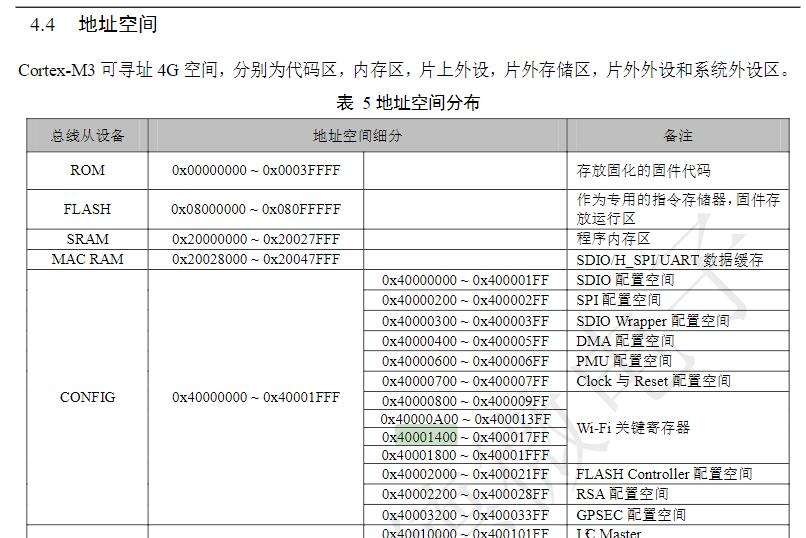 4.4 地址空间
Cortex-M3 可寻址 4G 空间，分别为代码区，内存区，片上外设，片外存储区，片外外设和系统外设区。
表 5 地址空间分布
总线从设备 地址空间细分 备注
ROM 0x00000000 ~ 0x0003FFFF 存放固化的固件代码
FLASH 0x08000000 ~ 0x080FFFFF 作为专用的指令存储器，固件存
放运行区
SRAM 0x20000000 ~ 0x20027FFF 程序内存区
MAC RAM 0x20028000 ~ 0x20047FFF SDIO/H_SPI/UART 数据缓存
CONFIG 0x40000000 ~ 0x40001FFF 0x40000000 ~ 0x400001FF SDIO 配置空间
0x40000200 ~ 0x400002FF SPI 配置空间
0x40000300 ~ 0x400003FF SDIO Wrapper 配置空间
0x40000400 ~ 0x400005FF DMA 配置空间
0x40000600 ~ 0x400006FF PMU 配置空间
0x40000700 ~ 0x400007FF Clock 与 Reset 配置空间
0x40000800 ~ 0x400009FF Wi-Fi 关键寄存器
0x40000A00 ~ 0x400013FF
0x40001400 ~ 0x400017FF
0x40001800 ~ 0x40001FFF
0x40002000 ~ 0x400021FF FLASH Controller 配置空间
0x40002200 ~ 0x400028FF RSA 配置空间
0x40003200 ~ 0x400033FF GPSEC 配置空间
0x40010000 ~ 0x400101FF I²C Master